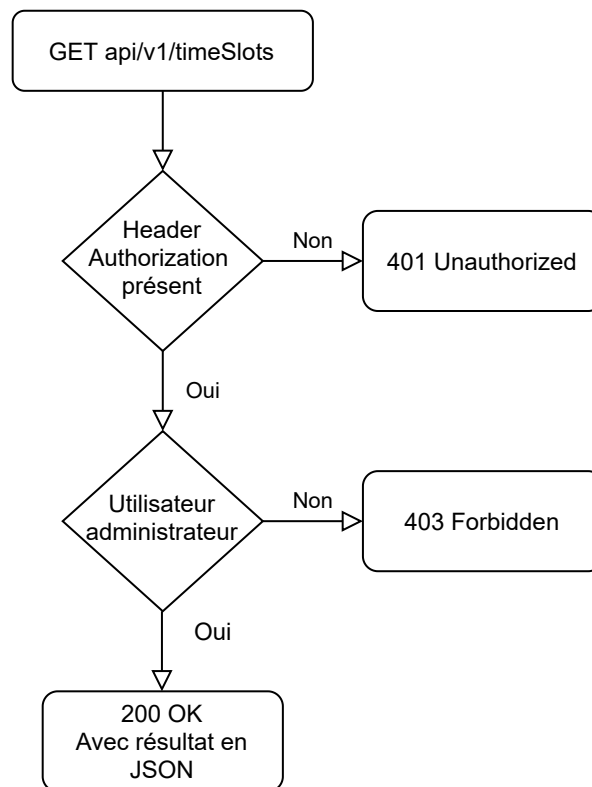 GET api/v1/timeSlots
Header
Authorization
présent
Non
401 Unauthorized
Oui
Utilisateur
administrateur
Non
403 Forbidden
Oui
200 OK
Avec résultat en
JSON